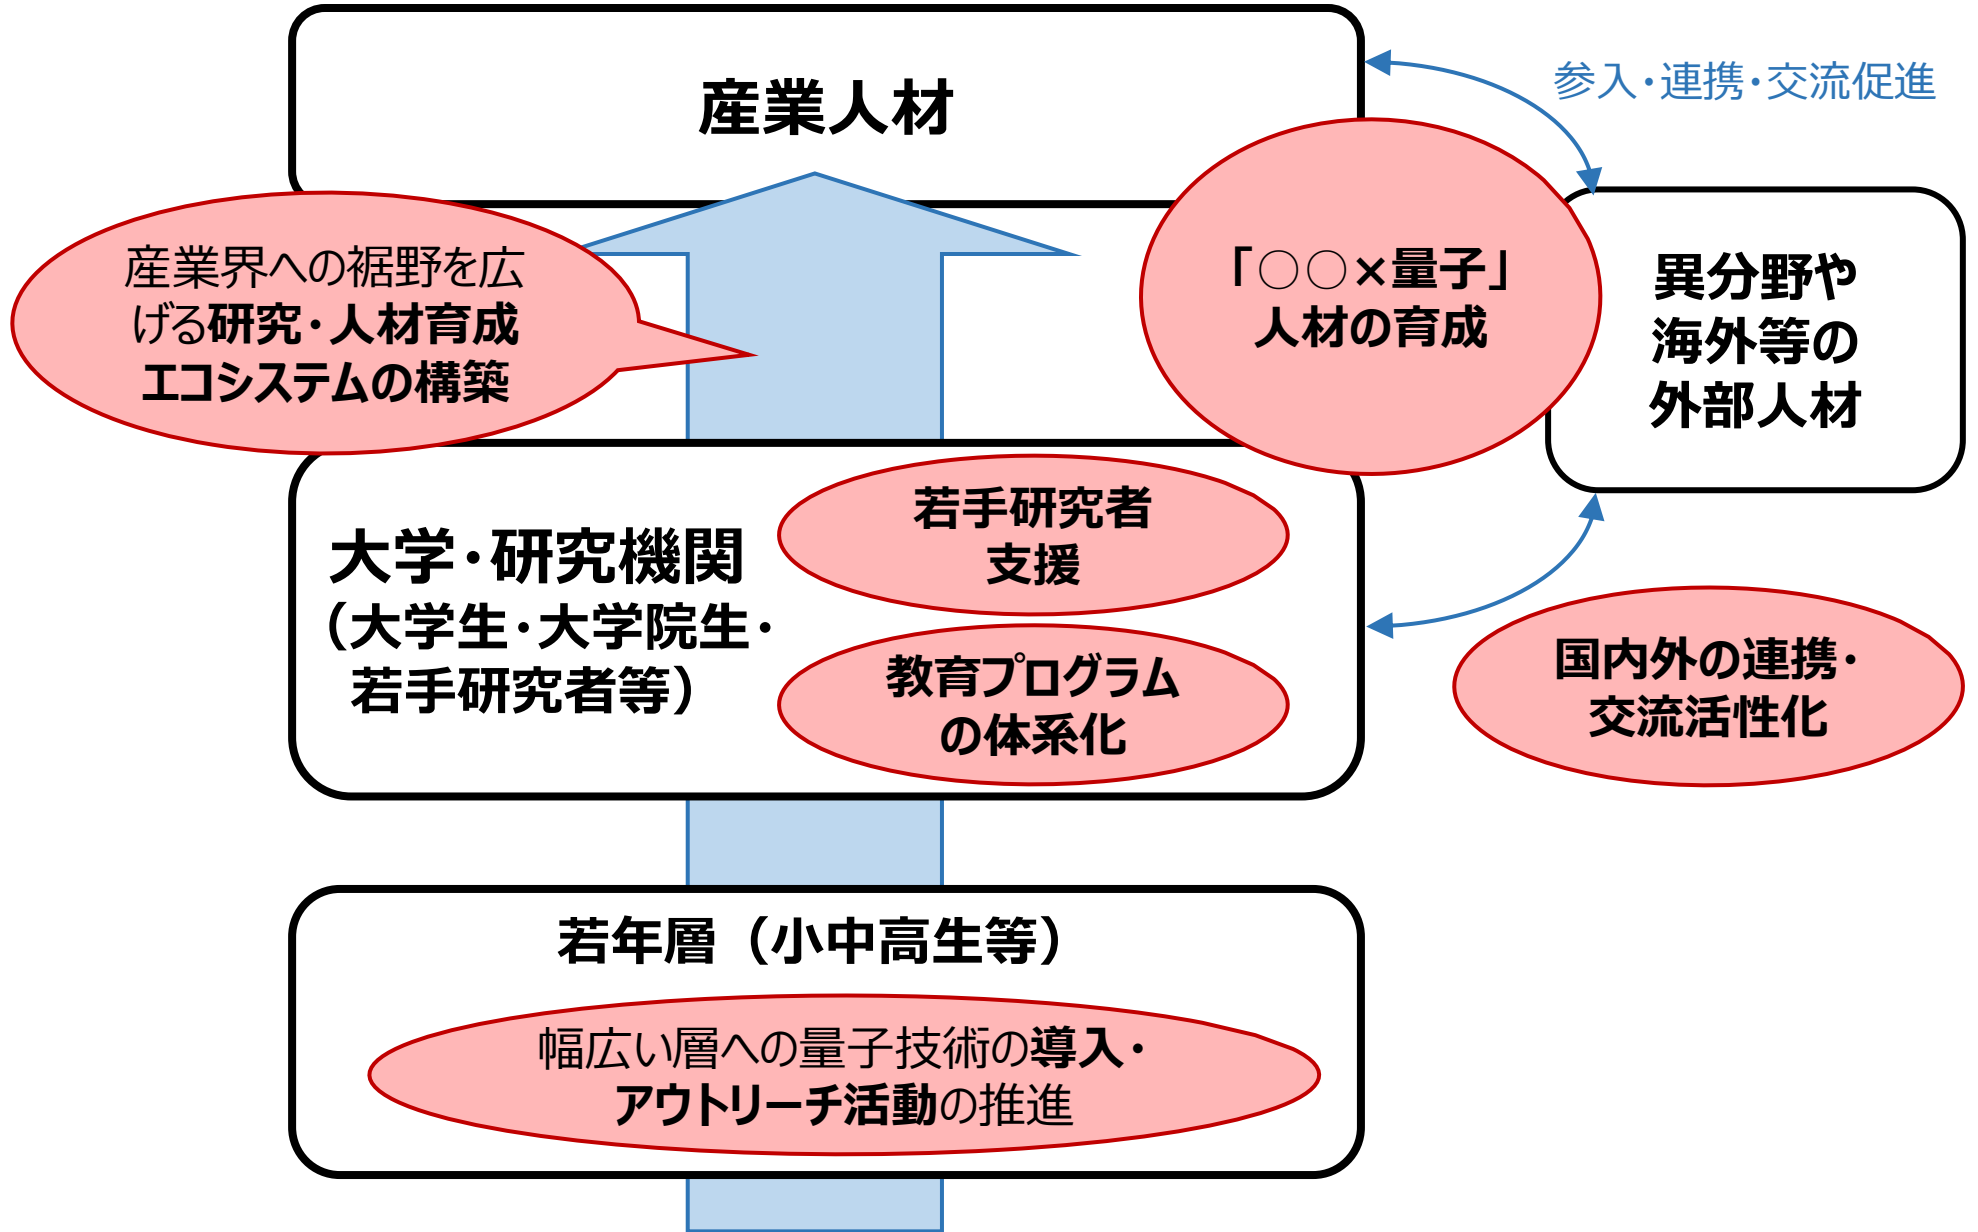 産業人材
参入・連携・交流促進
産業界への裾野を広
げる研究・人材育成
エコシステムの構築
「○○×量子」
人材の育成
異分野や
海外等の
外部人材
大学・研究機関
（大学生・大学院生・
若手研究者等）
若手研究者
支援
教育プログラム
の体系化
国内外の連携・
交流活性化
若年層（小中高生等）
幅広い層への量子技術の導入・
アウトリーチ活動の推進